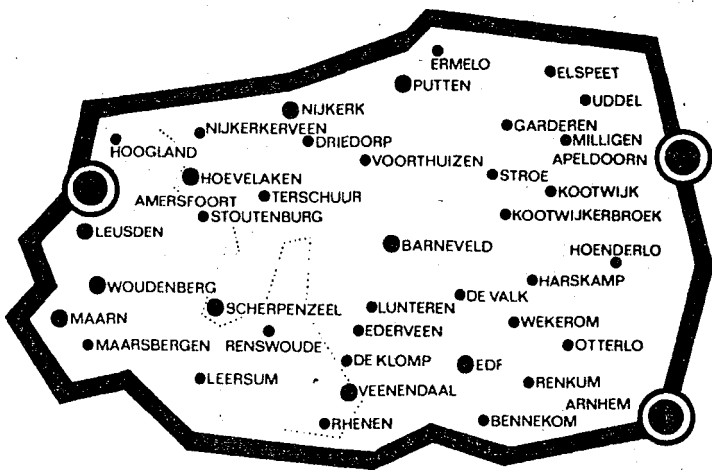 ERMELO
ELSPEET
PUTTEN
UDDEL
NIJKERK
GARDEREN
NIJKERKERVEEN
DRIEDORP
MILLIGEN
HOOGLAND
VOORTHUIZEN
APELDOORN
HOEVELAKEN
STROE
AMERSFOORT
TERSCHUUR
KOOTWIJK
STOUTENBURG
KOOTWIJKERBROEK
LEUSDEN
BARNEVELD
HOENDERLO
WOUDENBERG
HARSKAMP
DE VALK
SCHERPENZEEL
LUNTEREN
MAARN
WEKEROM
RENSWOUDE
EDERVEEN
MAARSBERGEN
OTTERLO
DE KLOMP
EDF
LEERSUM
RENKUM
VEENENDAAL
ARNHEM
RHENEN
BENNEKOM